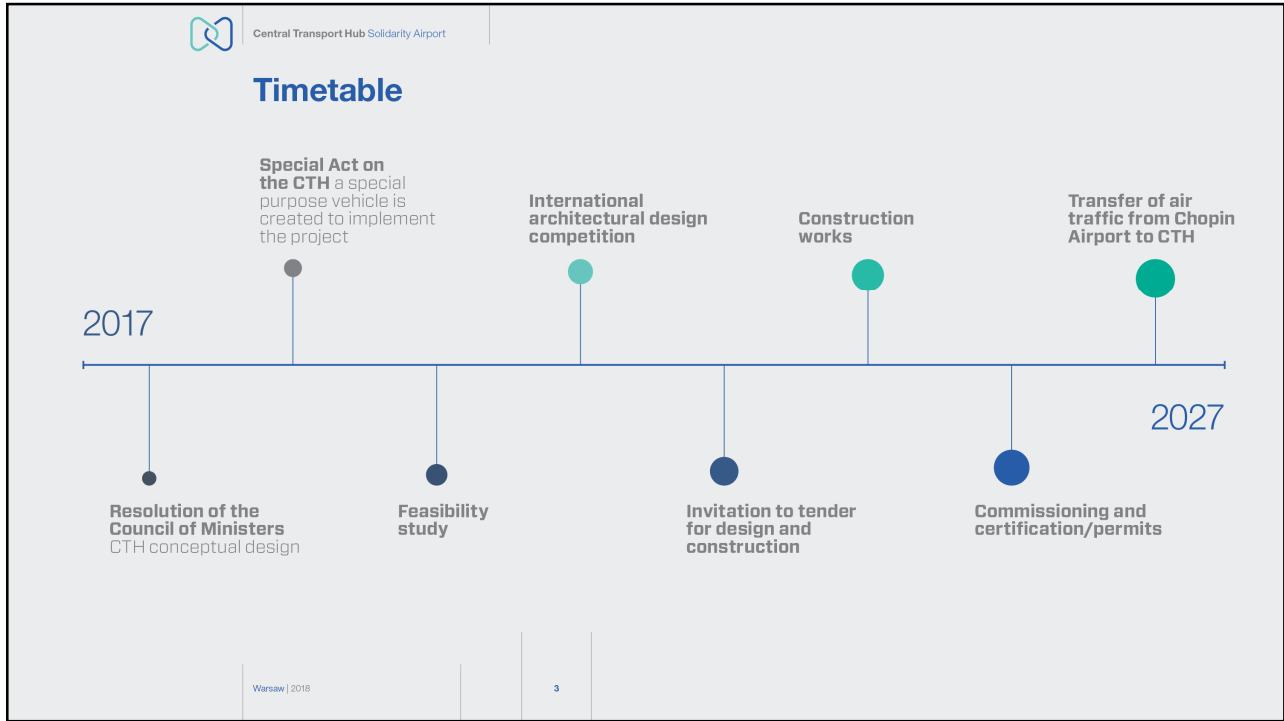 Central Transport Hub Solidarity Airport
Timetable
Special Act on
the CTH a special
purpose vehicle is
created to implement
the project
International
architectural design
competition
Construction
works
Transfer of air
traffic from Chopin
Airport to CTH
2017
2027
Resolution of the
Council of Ministers
CTH conceptual design
Feasibility
study
Invitation to tender
for design and
construction
Commissioning and
certification/permits
Warsaw | 2018
3